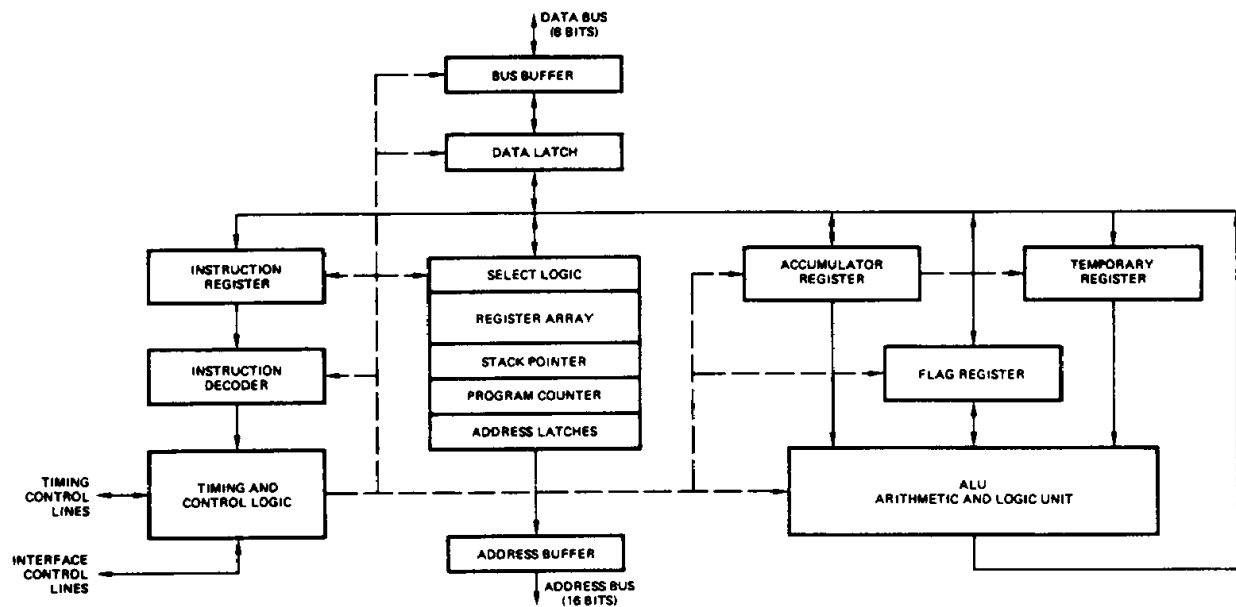 DATA BUS
(8 BITS)
BUS BUFFER
DATA LATCH
INSTRUCTION
REGISTER
SELECT LOGIC
ACCUMULATOR
REGISTER
TEMPORARY
REGISTER
REGISTER ARRAY
INSTRUCTION
DECODER
STACK POINTER
FLAG REGISTER
PROGRAM COUNTER
ADDRESS LATCHES
TIMING
CONTROL
LINES
TIMING AND
CONTROL LOGIC
ALU
ARITHMETIC AND LOGIC UNIT
INTERFACE
CONTROL
LINES
ADDRESS BUFFER
ADDRESS BUS
(16 BITS)